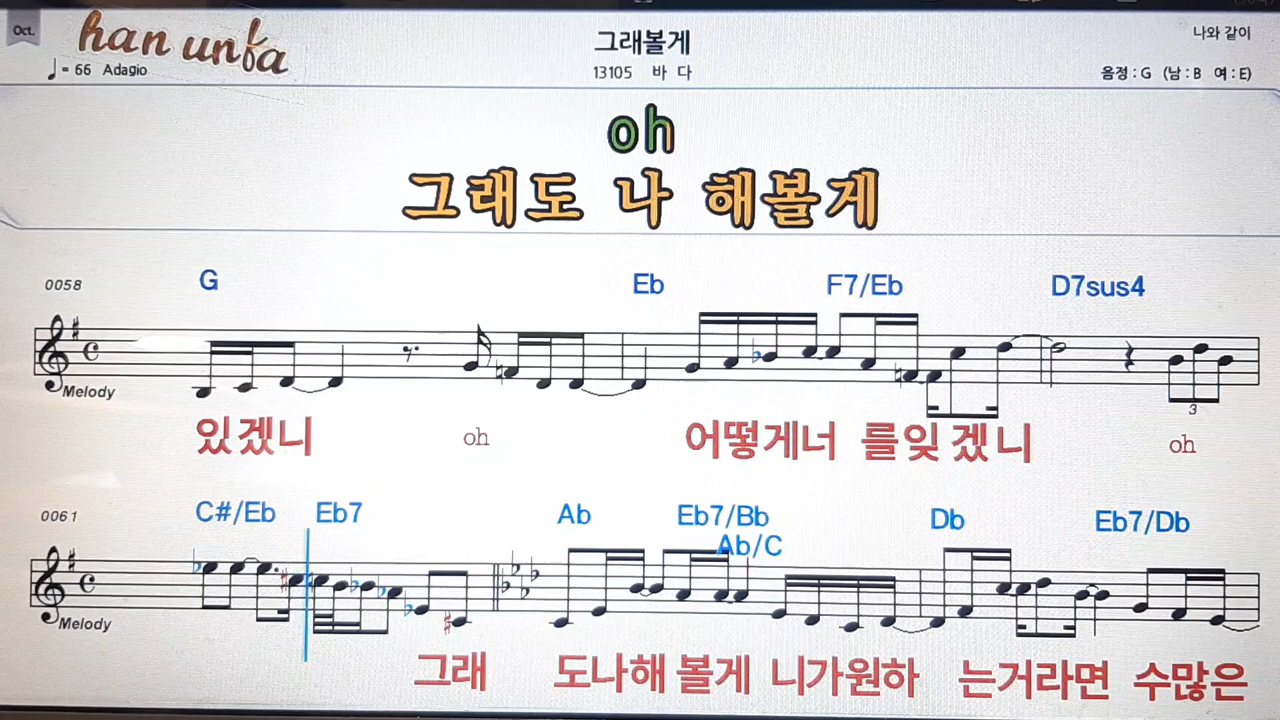 Oct.
han unfa
그래볼게
나와 같이
♩= 66 Adagio
13105 바 다
음정 : G (남 : B 여 : E)
oh
그래도 나 해볼게
0058
G Eb F7/Eb D7sus4
Melody
3
있겠니 oh 어떻게너 를잊 겠니 oh
0061
C#/Eb Eb7 Ab Eb7/Bb Ab/C Db Eb7/Db
Melody
그래 도나해 볼게 니가원하 는거라면 수많은